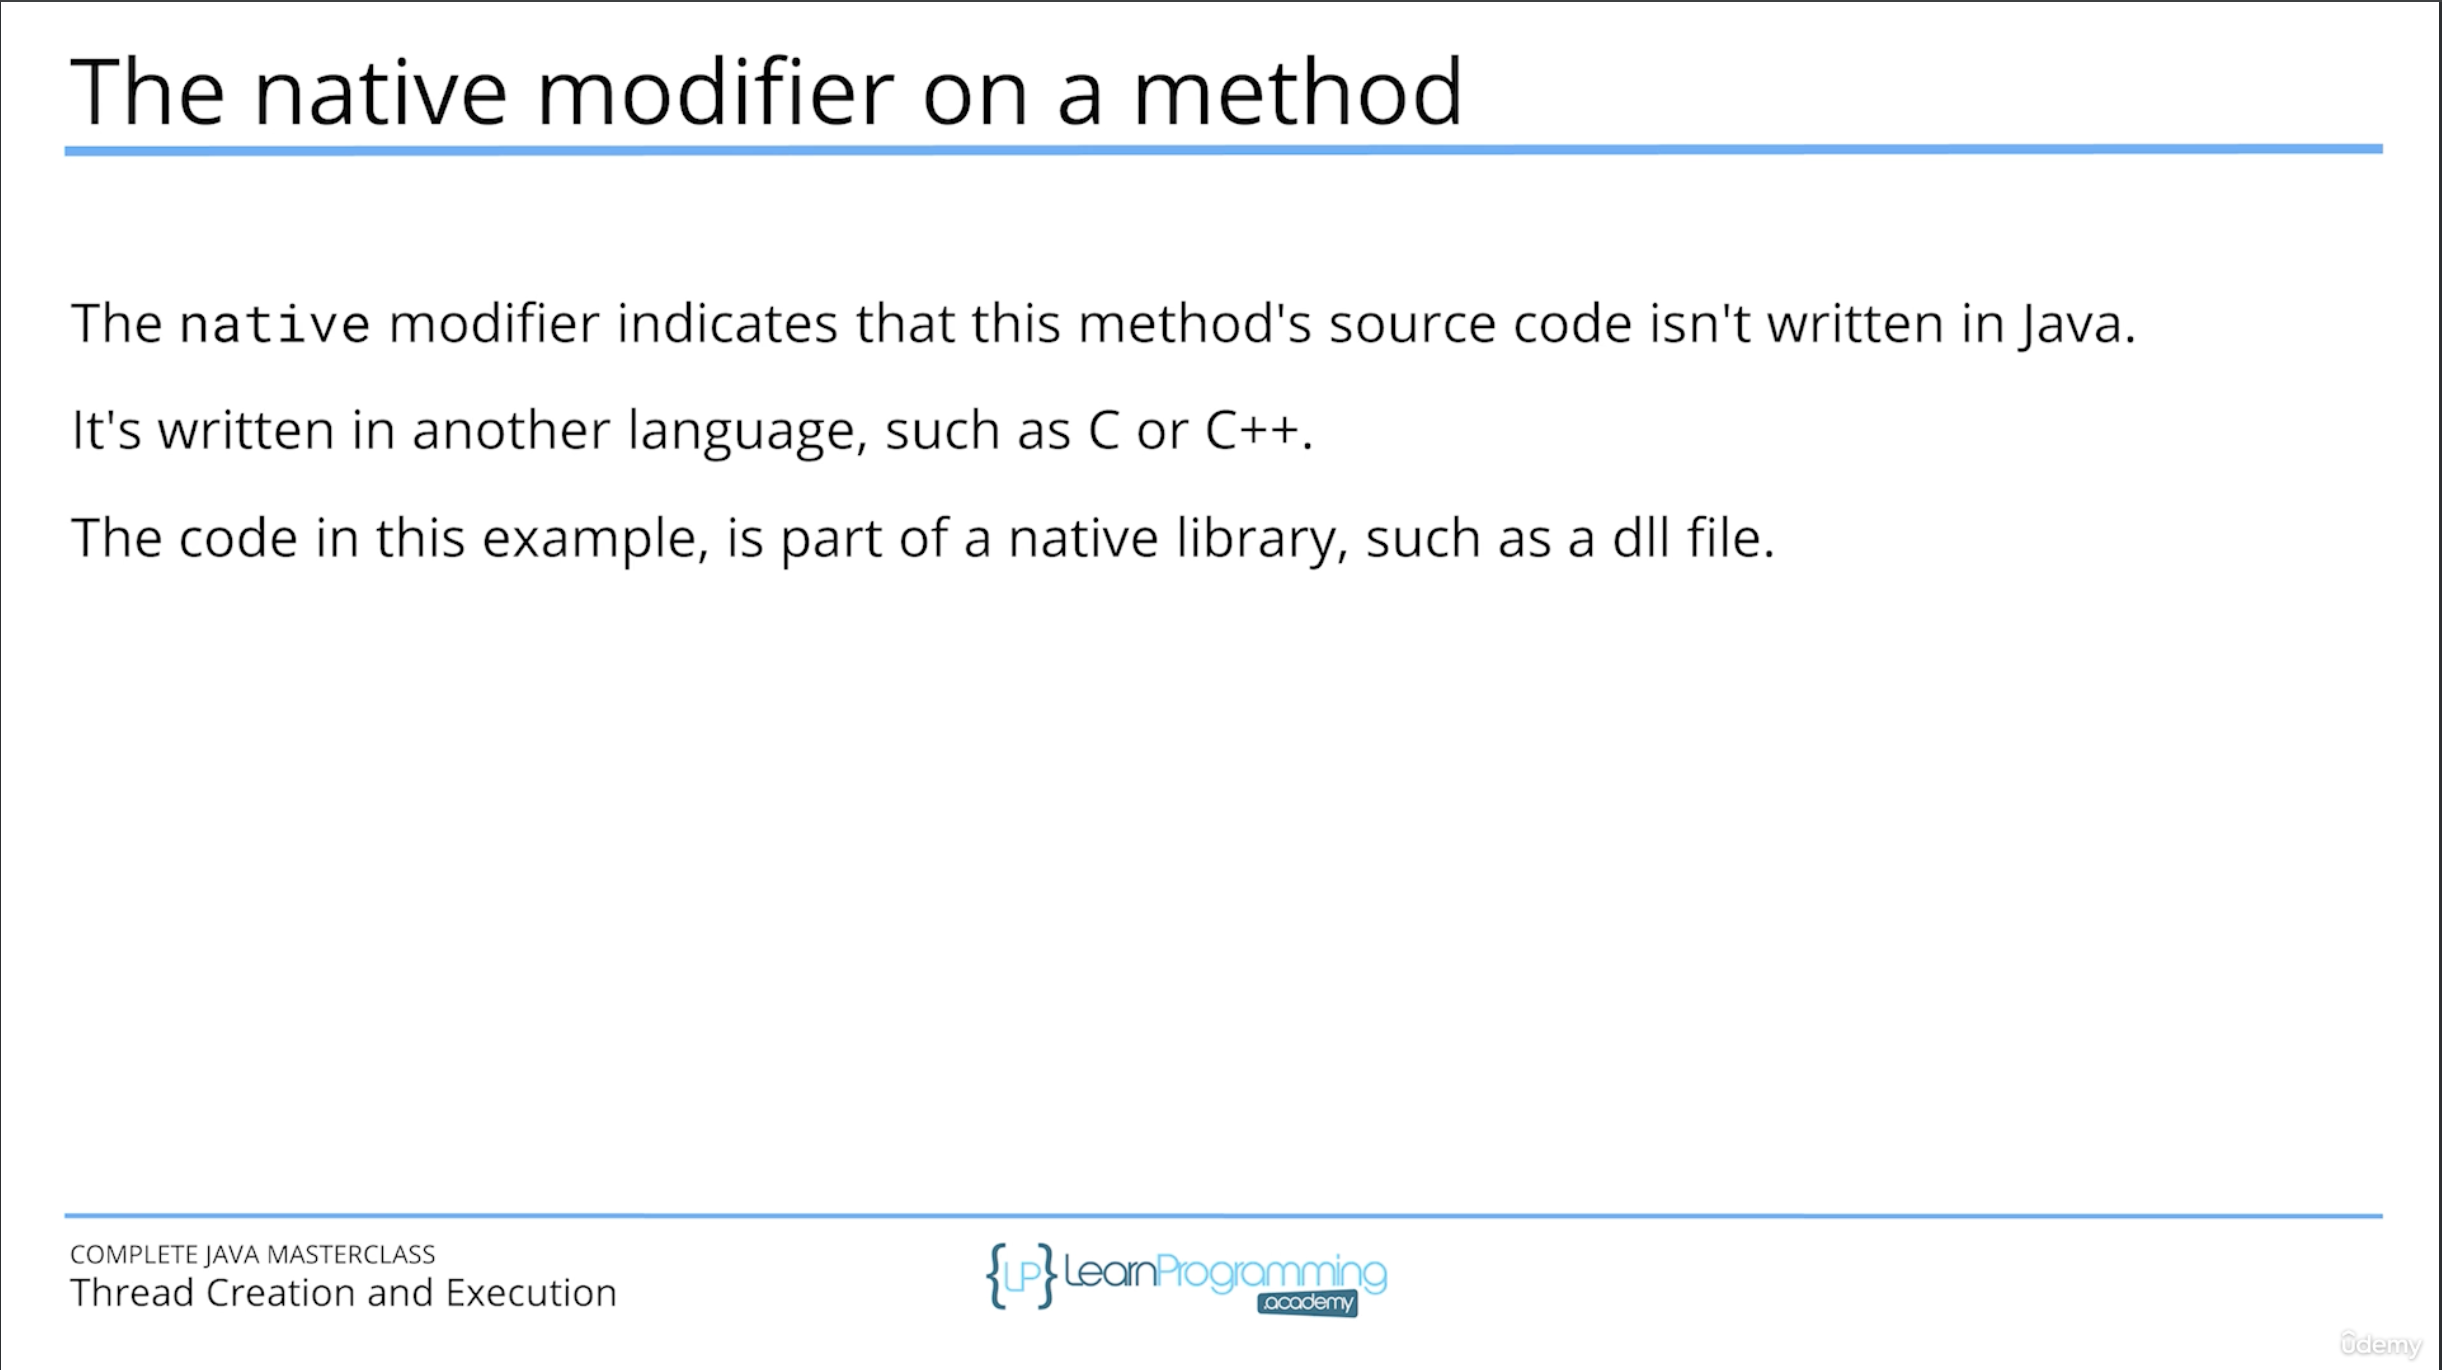 The native modifier on a method
The native modifier indicates that this method's source code isn't written in Java.
It's written in another language, such as C or C++.
The code in this example, is part of a native library, such as a dll file.
COMPLETE JAVA MASTERCLASS
Thread Creation and Execution
{LP} LearnProgramming
.academy
ûdemy